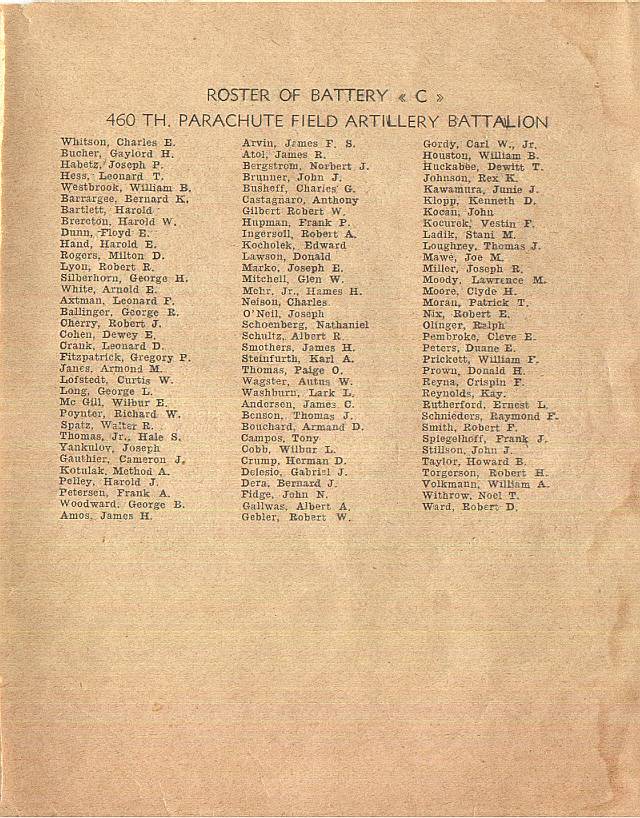 ROSTER OF BATTERY « C »
460 TH. PARACHUTE FIELD ARTILLERY BATTALION
Whitson, Charles E.
Bucher, Gaylord H.
Habetz, Joseph P.
Hess, Leonard T.
Westbrook, William B.
Barrargee, Bernard K.
Bartlett, Harold
Brereton, Harold W.
Dunn, Floyd E.
Hand, Harold E.
Rogers, Milton D.
Lyon, Robert R.
Silberhorn, George H.
White, Arnold E.
Axtman, Leonard F.
Ballinger, George R.
Cherry, Robert J.
Cohen, Dewey E.
Crank, Leonard D.
Fitzpatrick, Gregory P.
Janes, Armond M.
Lofstedt, Curtis W.
Long, George L.
Mc Gill, Wilbur E.
Poynter, Richard W.
Spatz, Walter R.
Thomas, Jr., Hale S.
Yankulov, Joseph
Gauthier, Cameron J.
Kotulak, Method A.
Pelley, Harold J.
Petersen, Frank A.
Woodward, George B.
Amos, James H.
Arvin, James F. S.
Atol, James R.
Bergstrom, Norbert J.
Brunner, John J.
Bushoff, Charles G.
Castagnaro, Anthony
Gilbert Robert W.
Hupman, Frank P.
Ingersoll, Robert A.
Kocholek, Edward
Lawson, Donald
Marko, Joseph E.
Mitchell, Glen W.
Mehr, Jr., Hames H.
Nelson, Charles
O'Neil, Joseph
Schoenberg, Nathaniel
Schultz, Albert R.
Smothers, James H.
Steinfurth, Karl A.
Thomas, Paige O.
Wagster, Autus W.
Washburn, Lark L.
Andersen, James C.
Benson, Thomas J.
Bouchard, Armand D.
Campos, Tony
Cobb, Wilbur L.
Crump, Herman D.
Delesio, Gabriel J.
Dera, Bernard J.
Fidge, John N.
Gallwas, Albert A.
Gebler, Robert W.
Gordy, Carl W., Jr.
Houston, William B.
Huckabee, Dewitt T.
Johnson, Rex K.
Kawamura, Junie J.
Klopp, Kenneth D.
Kocan, John
Kocurek, Vestin F.
Ladik, Stani M.
Loughrey, Thomas J.
Mawe, Joe M.
Miller, Joseph R.
Moody, Lawrence M.
Moore, Clyde H.
Moran, Patrick T.
Nix, Robert E.
Olinger, Ralph
Pembroke, Cleve E.
Peters, Duane E.
Prickett, William F.
Prown, Donald H.
Reyna, Crispin F.
Reynolds, Kay.
Rutherford, Ernest L.
Schnieders, Raymond F.
Smith, Robert F.
Spiegelhoff, Frank J.
Stillson, John J.
Taylor, Howard B.
Torgerson, Robert H.
Volkmann, William A.
Withrow, Noel T.
Ward, Robert D.